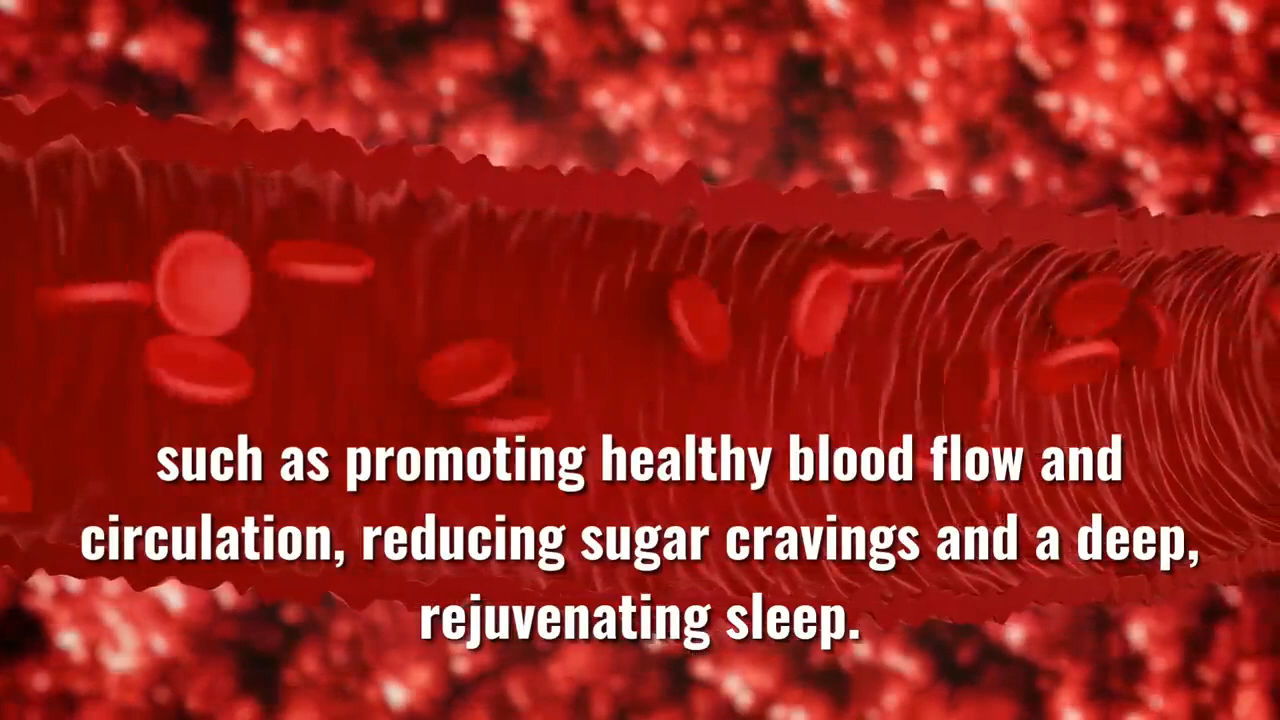 such as promoting healthy blood flow and
circulation, reducing sugar cravings and a deep,
rejuvenating sleep.